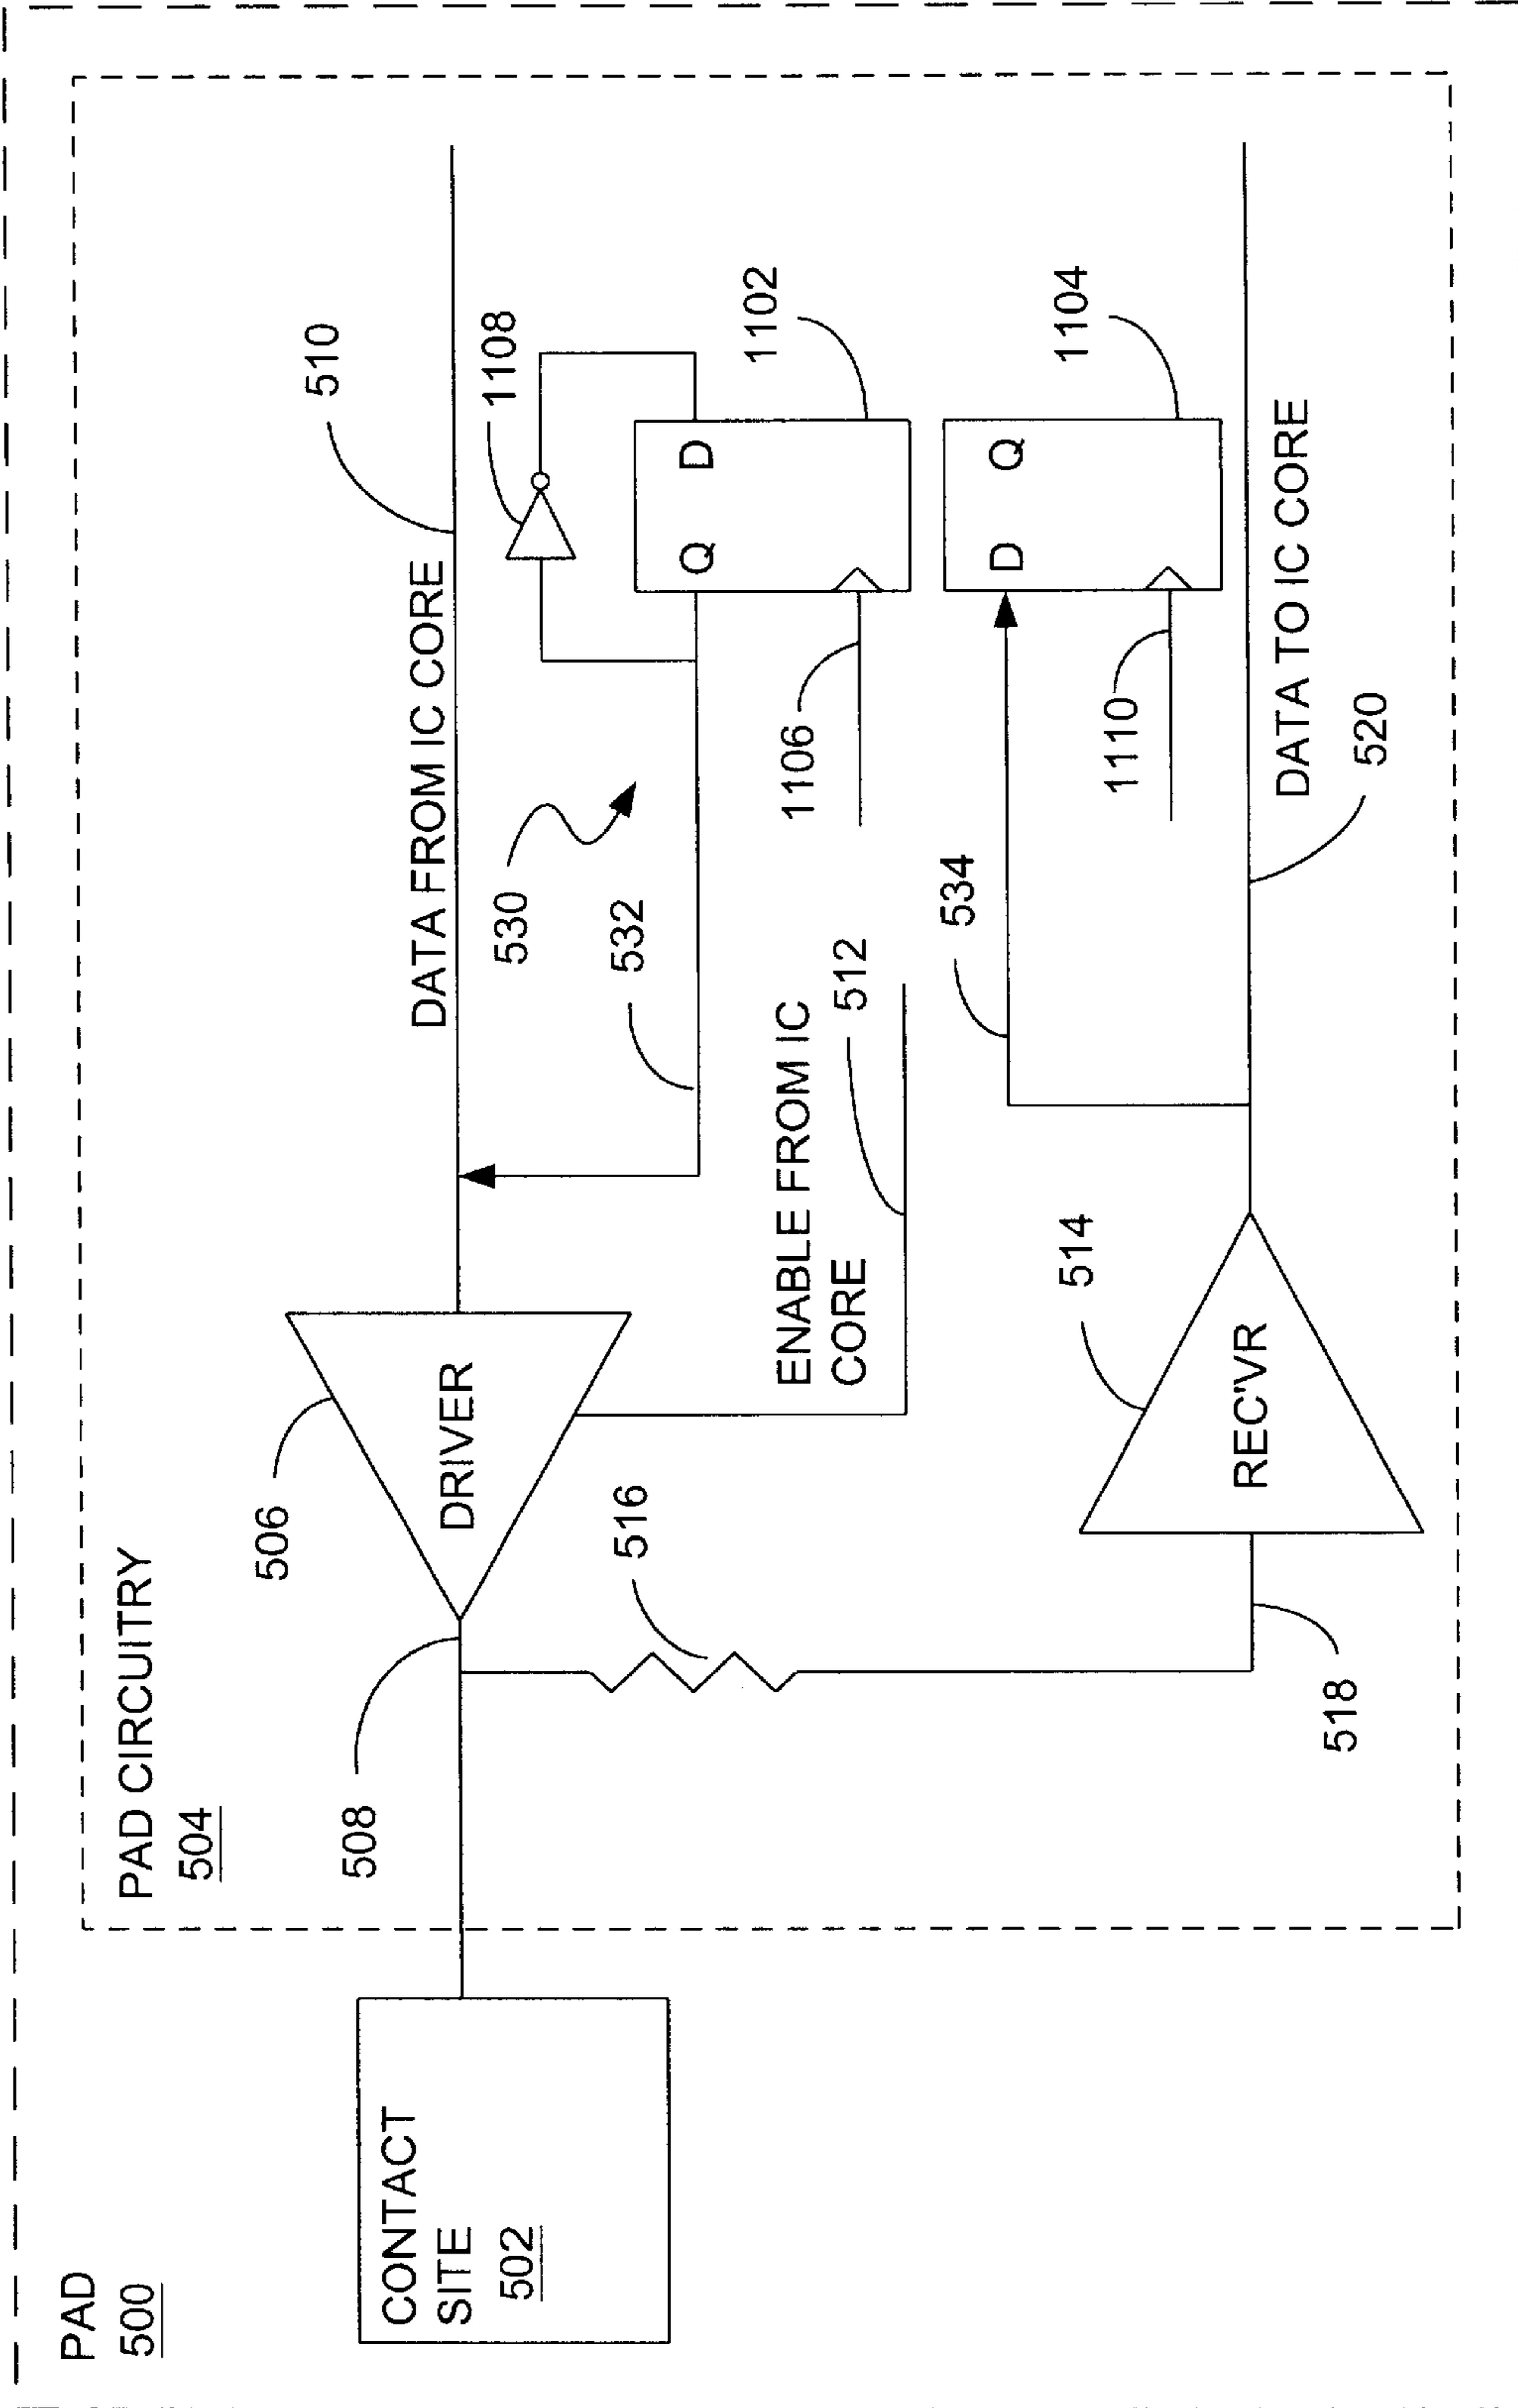 PAD
500
PAD CIRCUITRY
504
CONTACT
SITE
502
508
506
DRIVER
510
DATA FROM IC CORE
1108
530
532
Q D
1102
1106
ENABLE FROM IC
CORE
512
516
534
D Q
1104
1110
514
REC'VR
518
DATA TO IC CORE
520